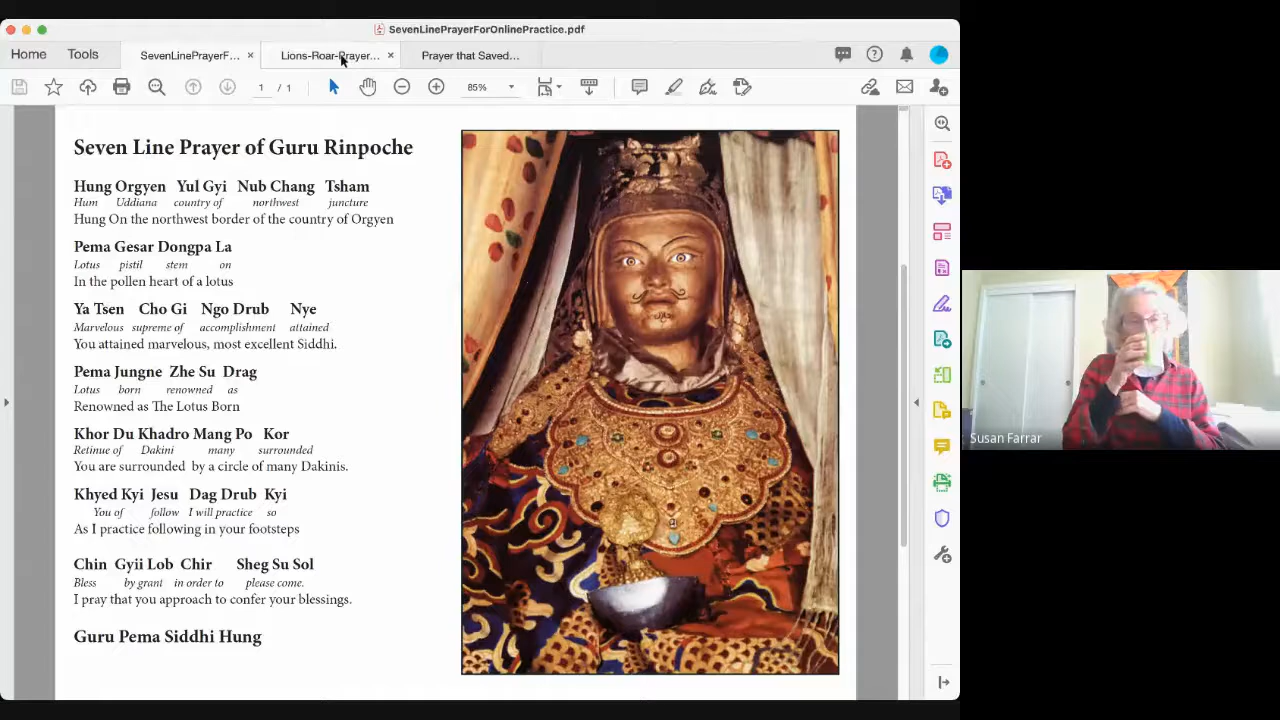 SevenLinePrayerForOnlinePractice.pdf
Home Tools SevenLinePrayerF... × Lions-Roar-Prayer... × Prayer that Saved...
1 / 1 85%
Seven Line Prayer of Guru Rinpoche
Hung Orgyen Yul Gyi Nub Chang Tsham
Hum Uddiana country of northwest juncture
Hung On the northwest border of the country of Orgyen
Pema Gesar Dongpa La
Lotus pistil stem on
In the pollen heart of a lotus
Ya Tsen Cho Gi Ngo Drub Nye
Marvelous supreme of accomplishment attained
You attained marvelous, most excellent Siddhi.
Pema Jungne Zhe Su Drag
Lotus born renowned as
Renowned as The Lotus Born
Khor Du Khadro Mang Po Kor
Retinue of Dakini many surrounded
You are surrounded by a circle of many Dakinis.
Khyed Kyi Jesu Dag Drub Kyi
You of follow I will practice so
As I practice following in your footsteps
Chin Gyii Lob Chir Sheg Su Sol
Bless by grant in order to please come.
I pray that you approach to confer your blessings.
Guru Pema Siddhi Hung
Susan Farrar